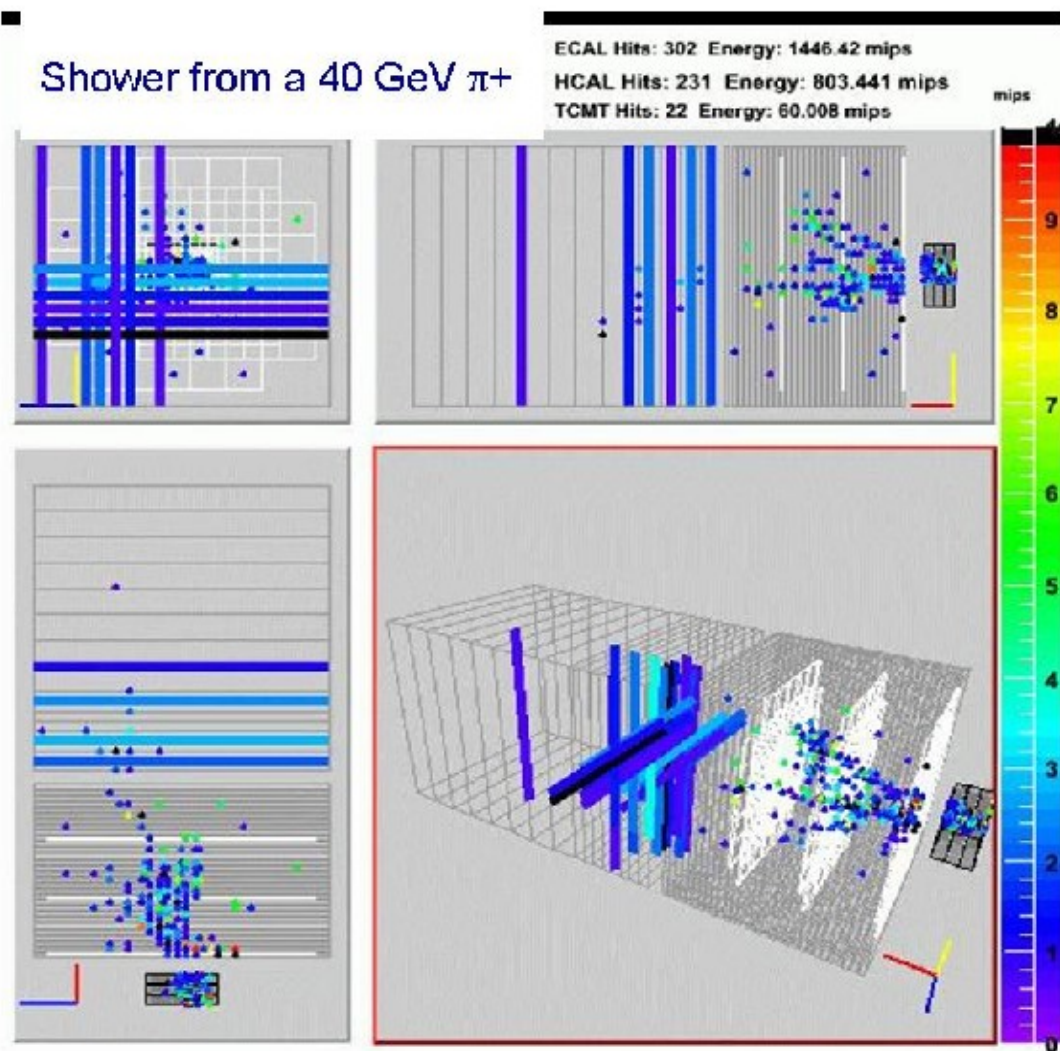 Shower from a 40 GeV π+
ECAL Hits: 302 Energy: 1446.42 mips
HCAL Hits: 231 Energy: 803.441 mips
TCMT Hits: 22 Energy: 60.008 mips
mips
9
8
7
6
5
4
3
2
1
0